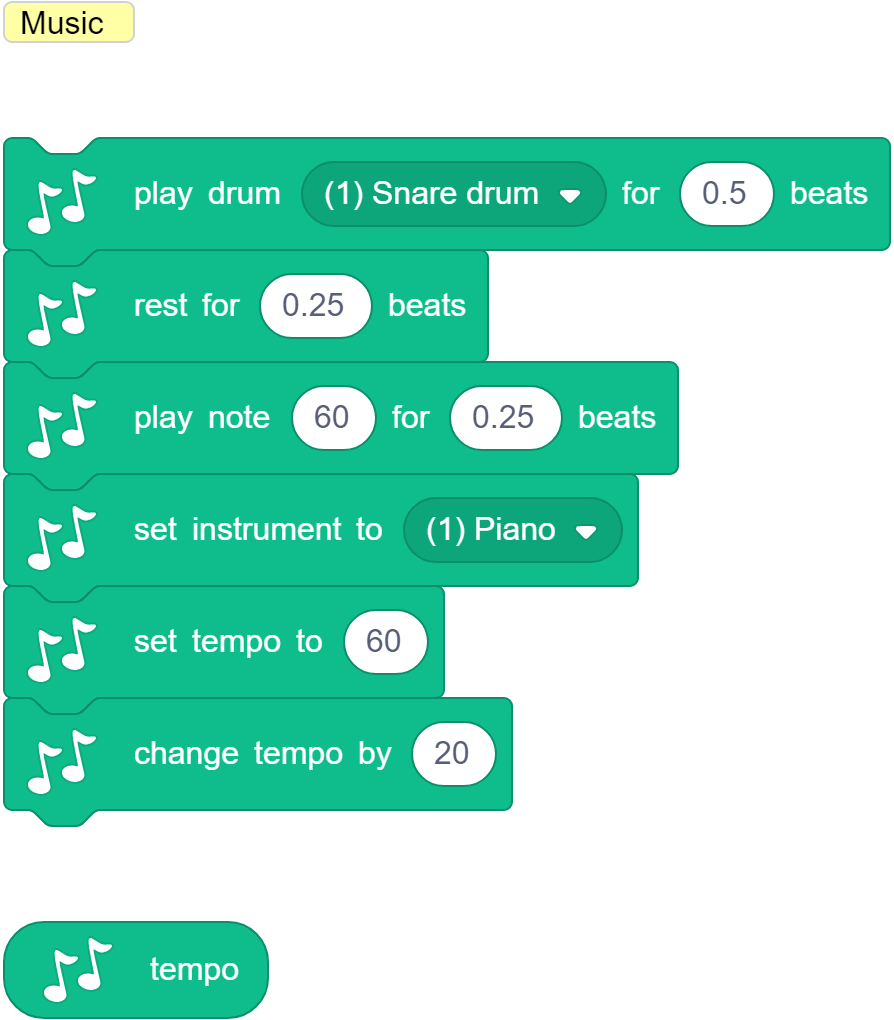 Music
play drum (1) Snare drum for 0.5 beats
rest for 0.25 beats
play note 60 for 0.25 beats
set instrument to (1) Piano
set tempo to 60
change tempo by 20
tempo